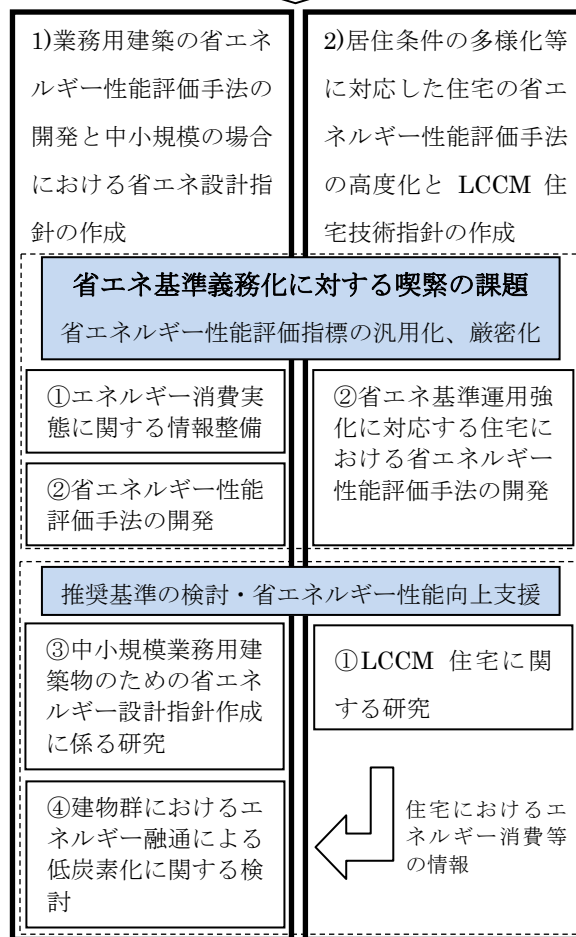 1)業務用建築の省エネ
ルギー性能評価手法の
開発と中小規模の場合
における省エネ設計指
針の作成
2)居住条件の多様化等
に対応した住宅の省エ
ネルギー性能評価手法
の高度化と LCCM 住
宅技術指針の作成
省エネ基準義務化に対する喫緊の課題
省エネルギー性能評価指標の汎用化、厳密化
①エネルギー消費実
態に関する情報整備
②省エネルギー性能
評価手法の開発
②省エネ基準運用強
化に対応する住宅に
おける省エネルギー
性能評価手法の開発
推奨基準の検討・省エネルギー性能向上支援
③中小規模業務用建
築物のための省エネ
ルギー設計指針作成
に係る研究
④建物群におけるエ
ネルギー融通による
低炭素化に関する検
討
①LCCM 住宅に関
する研究
住宅におけるエ
ネルギー消費等
の情報